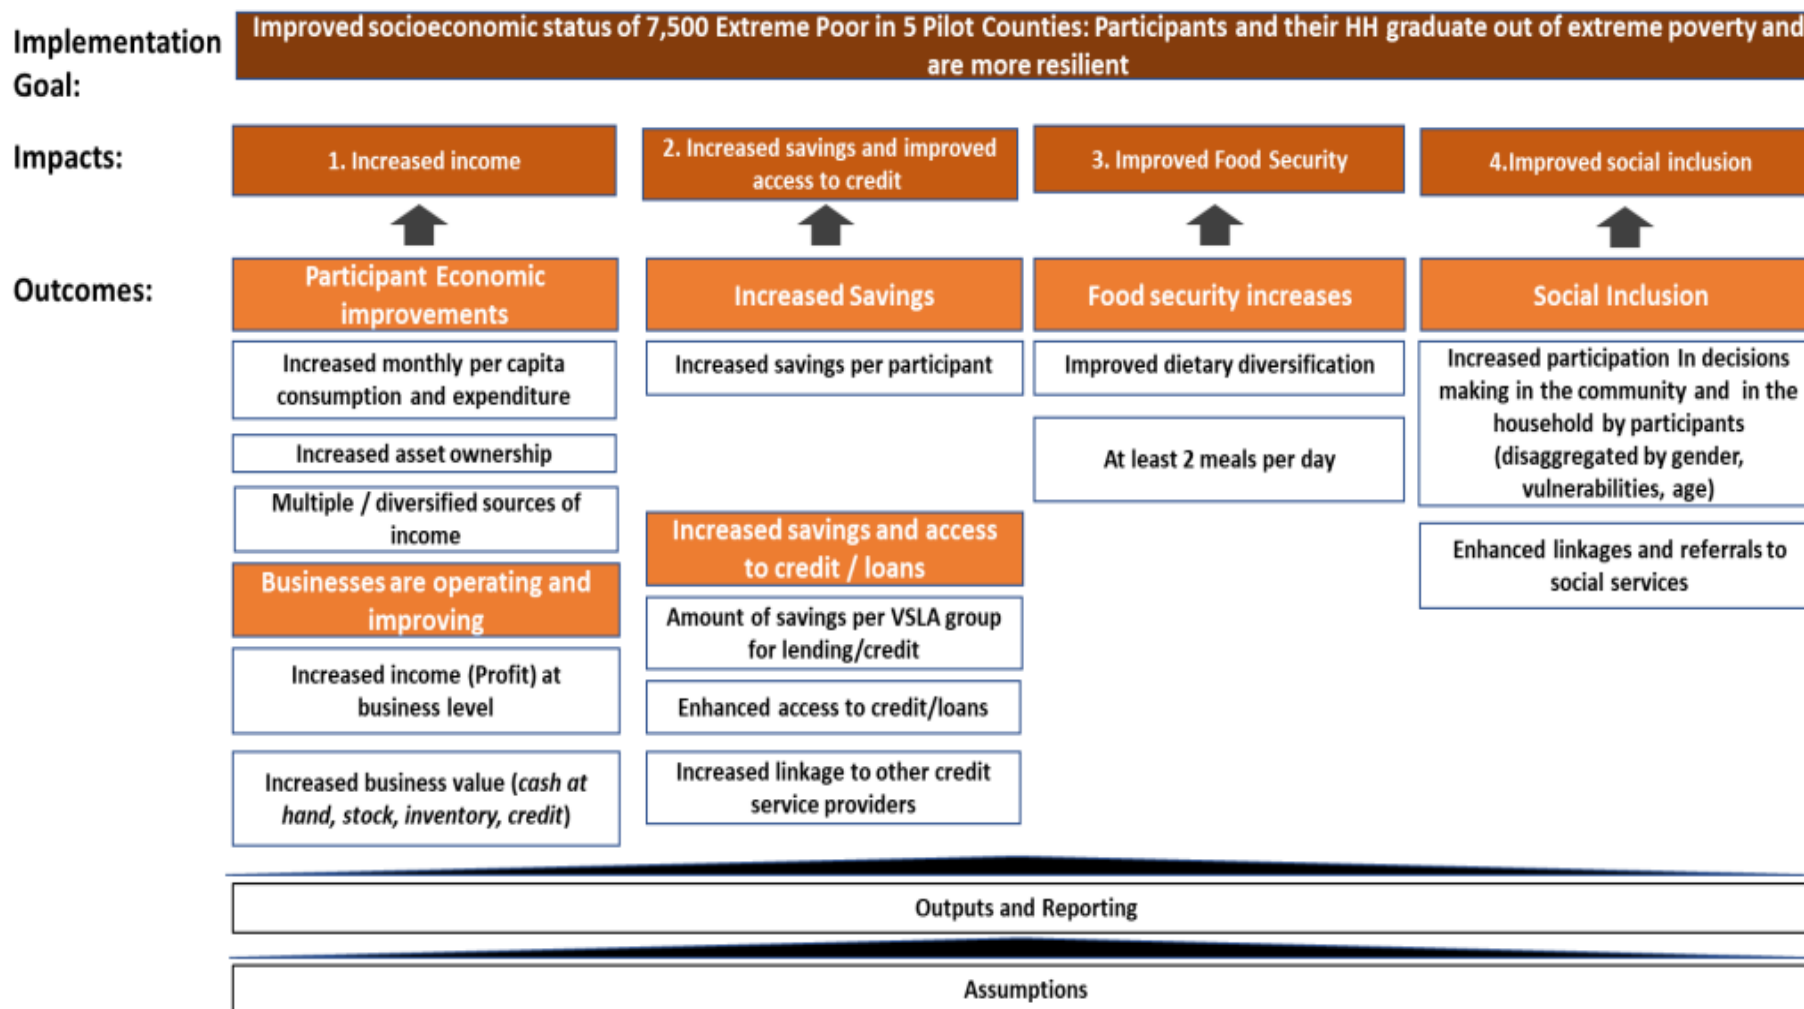 Implementation
Goal:
Improved socioeconomic status of 7,500 Extreme Poor in 5 Pilot Counties: Participants and their HH graduate out of extreme poverty and
are more resilient
Impacts:
1. Increased income
2. Increased savings and improved
access to credit
3. Improved Food Security
4.Improved social inclusion
Outcomes:
Participant Economic
improvements
Increased monthly per capita
consumption and expenditure
Increased asset ownership
Multiple / diversified sources of
income
Businesses are operating and
improving
Increased income (Profit) at
business level
Increased business value (cash at
hand, stock, inventory, credit)
Increased Savings
Increased savings per participant
Increased savings and access
to credit / loans
Amount of savings per VSLA group
for lending/credit
Enhanced access to credit/loans
Increased linkage to other credit
service providers
Food security increases
Improved dietary diversification
At least 2 meals per day
Social Inclusion
Increased participation In decisions
making in the community and in the
household by participants
(disaggregated by gender,
vulnerabilities, age)
Enhanced linkages and referrals to
social services
Outputs and Reporting
Assumptions